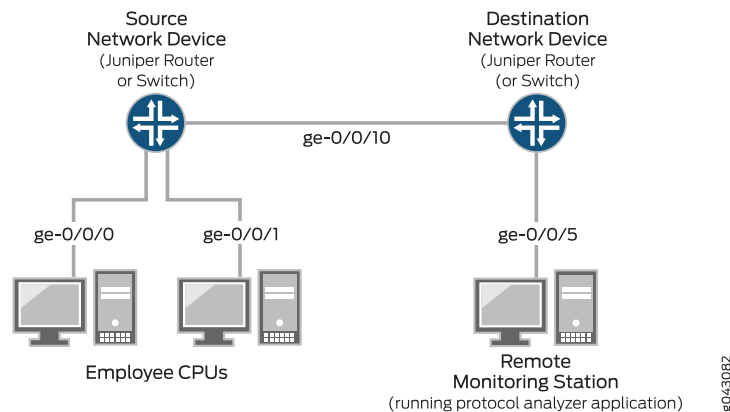 Source
Network Device
(Juniper Router
or Switch)
Destination
Network Device
(Juniper Router
(or Switch)
ge-0/0/10
ge-0/0/0
ge-0/0/1
ge-0/0/5
Employee CPUs
Remote
Monitoring Station
(running protocol analyzer application)
g043082